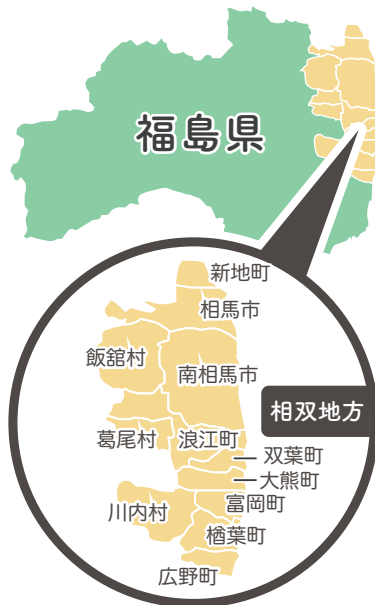 福島県
新地町
相馬市
飯舘村
南相馬市
相双地方
葛尾村
浪江町
双葉町
大熊町
富岡町
川内村
楢葉町
広野町